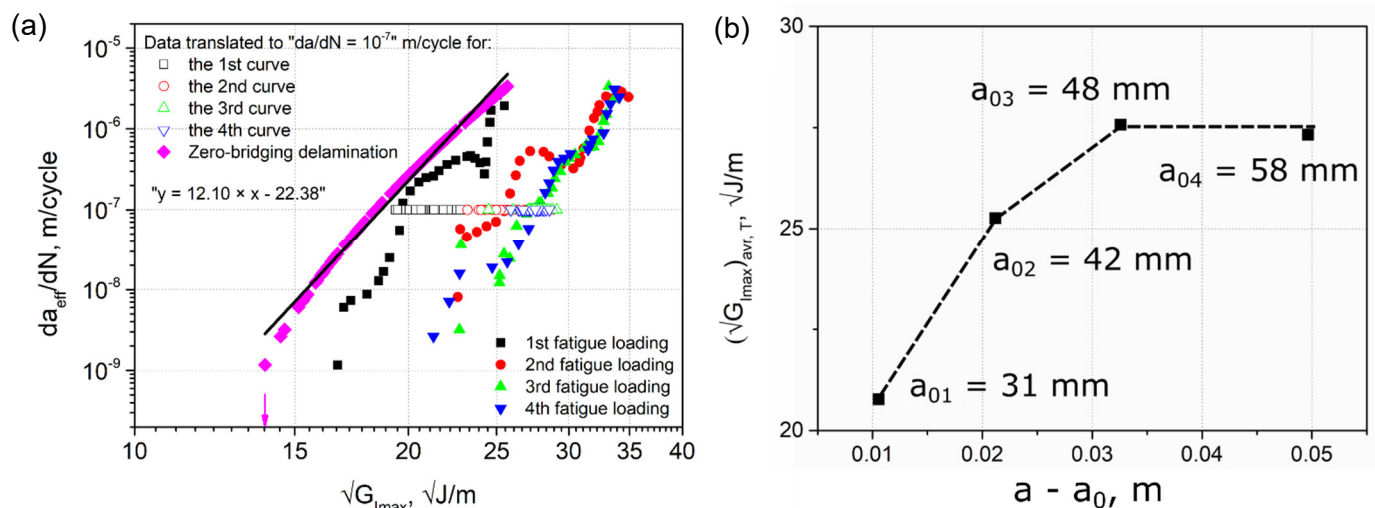 (a)
10⁻⁵
10⁻⁶
10⁻⁷
10⁻⁸
10⁻⁹
da_eff/dN, m/cycle
Data translated to "da/dN = 10⁻⁷" m/cycle for:
the 1st curve
the 2nd curve
the 3rd curve
the 4th curve
Zero-bridging delamination
"y = 12.10 × x - 22.38"
1st fatigue loading
2nd fatigue loading
3rd fatigue loading
4th fatigue loading
10 15 20 25 30 35 40
√G_Imax, √J/m
(b)
30
25
20
(√G_Imax)_avr, T, √J/m
a₀₃ = 48 mm
a₀₄ = 58 mm
a₀₂ = 42 mm
a₀₁ = 31 mm
0.01 0.02 0.03 0.04 0.05
a - a₀, m